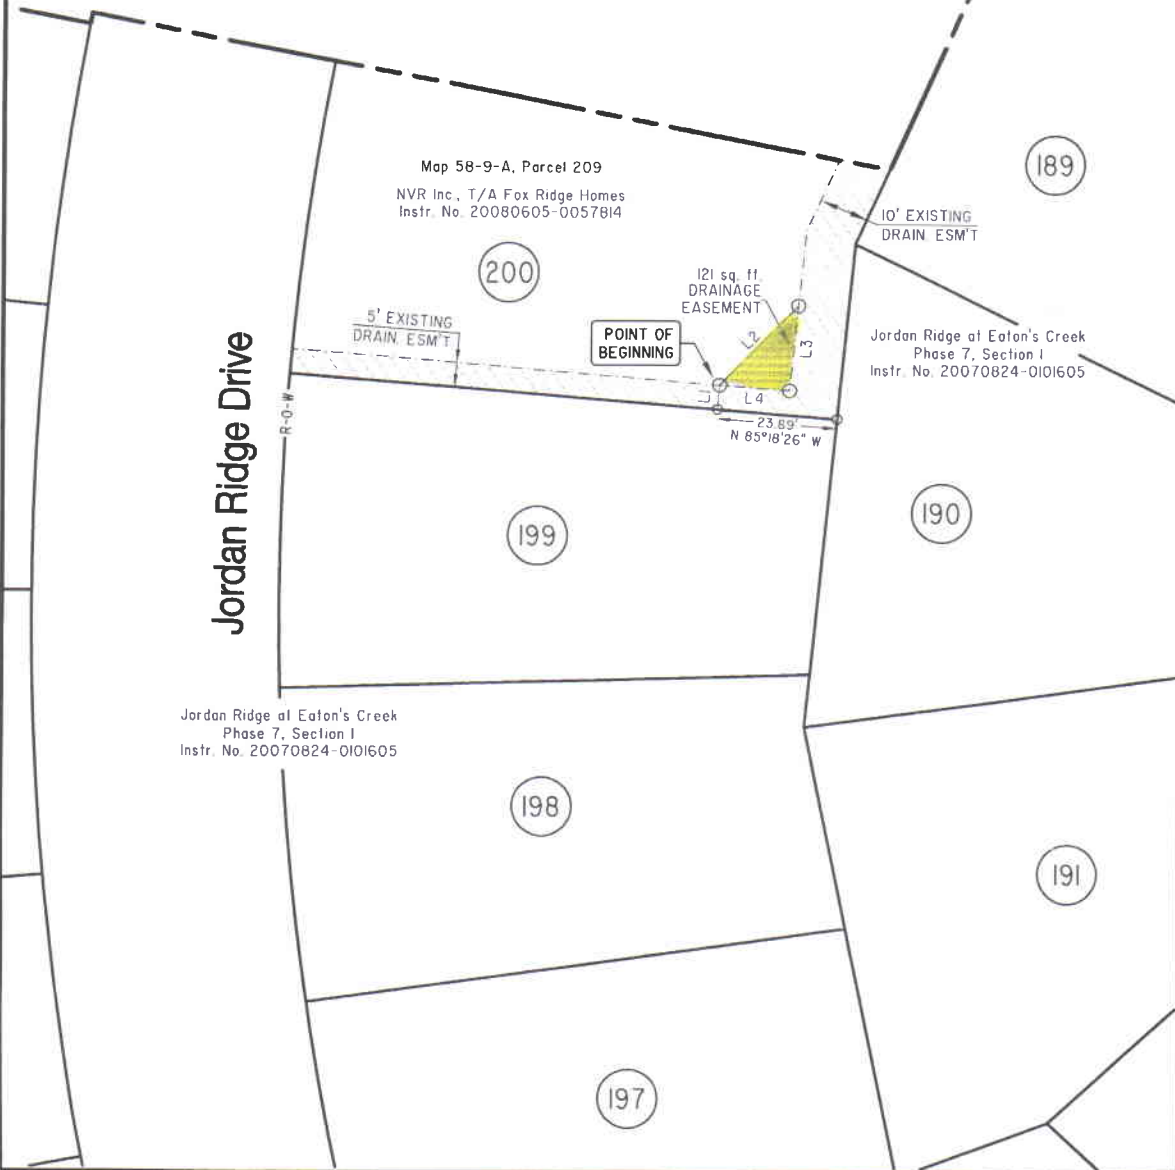 Map 58-9-A, Parcel 209
NVR Inc., T/A Fox Ridge Homes
Instr. No. 20080605-0057814
189
10' EXISTING
DRAIN. ESM'T
200
121 sq. ft.
DRAINAGE
EASEMENT
5' EXISTING
DRAIN. ESM'T
POINT OF
BEGINNING
L2
L3
L1
L4
23.89'
N 85°18'26" W
Jordan Ridge at Eaton's Creek
Phase 7, Section 1
Instr. No. 20070824-0101605
R-O-W
Jordan Ridge Drive
199
190
Jordan Ridge at Eaton's Creek
Phase 7, Section 1
Instr. No. 20070824-0101605
198
191
197